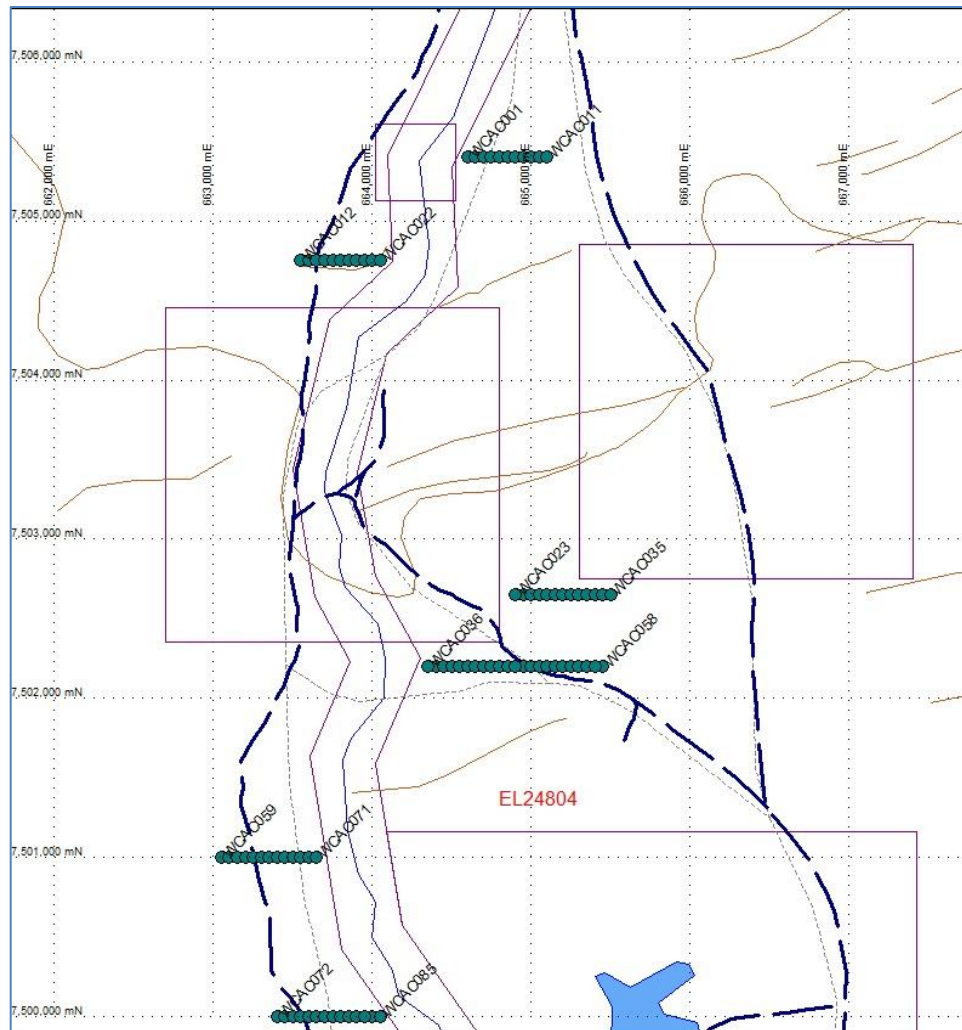 7,506,000 mN
662,000 mE
663,000 mE
664,000 mE
665,000 mE
666,000 mE
667,000 mE
WCAC001
WCAC011
7,505,000 mN
WCAC012
WCAC022
7,504,000 mN
7,503,000 mN
WCAC023
WCAC035
WCAC036
WCAC058
7,502,000 mN
EL24804
WCAC059
WCAC071
7,501,000 mN
WCAC072
WCAC085
7,500,000 mN